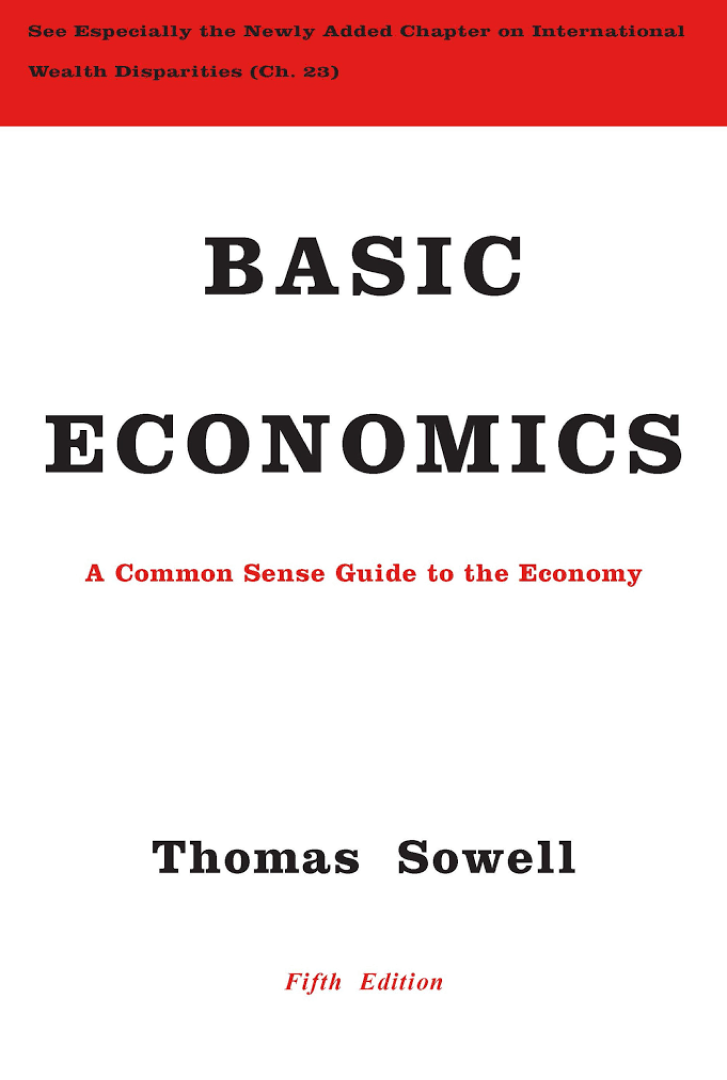 See Especially the Newly Added Chapter on International
Wealth Disparities (Ch. 23)
BASIC
ECONOMICS
A Common Sense Guide to the Economy
Thomas Sowell
Fifth Edition